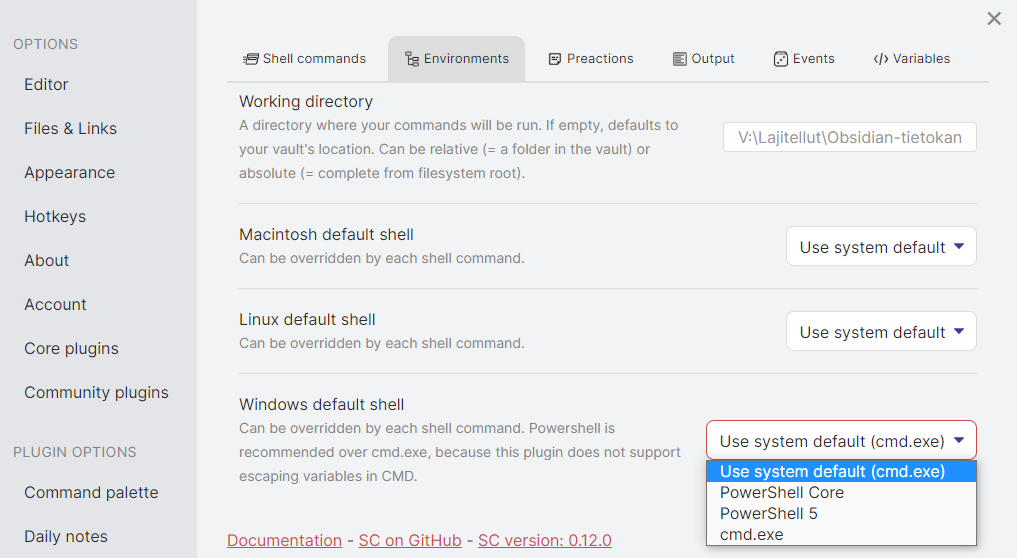 OPTIONS
Editor
Files & Links
Appearance
Hotkeys
About
Account
Core plugins
Community plugins
PLUGIN OPTIONS
Command palette
Daily notes
Shell commands
Environments
Preactions
Output
Events
Variables
Working directory
A directory where your commands will be run. If empty, defaults to
your vault's location. Can be relative (= a folder in the vault) or
absolute (= complete from filesystem root).
V:\Lajitellut\Obsidian-tietokan
Macintosh default shell
Can be overridden by each shell command.
Use system default
Linux default shell
Can be overridden by each shell command.
Use system default
Windows default shell
Can be overridden by each shell command. Powershell is
recommended over cmd.exe, because this plugin does not support
escaping variables in CMD.
Use system default (cmd.exe)
Use system default (cmd.exe)
PowerShell Core
PowerShell 5
cmd.exe
Documentation - SC on GitHub - SC version: 0.12.0